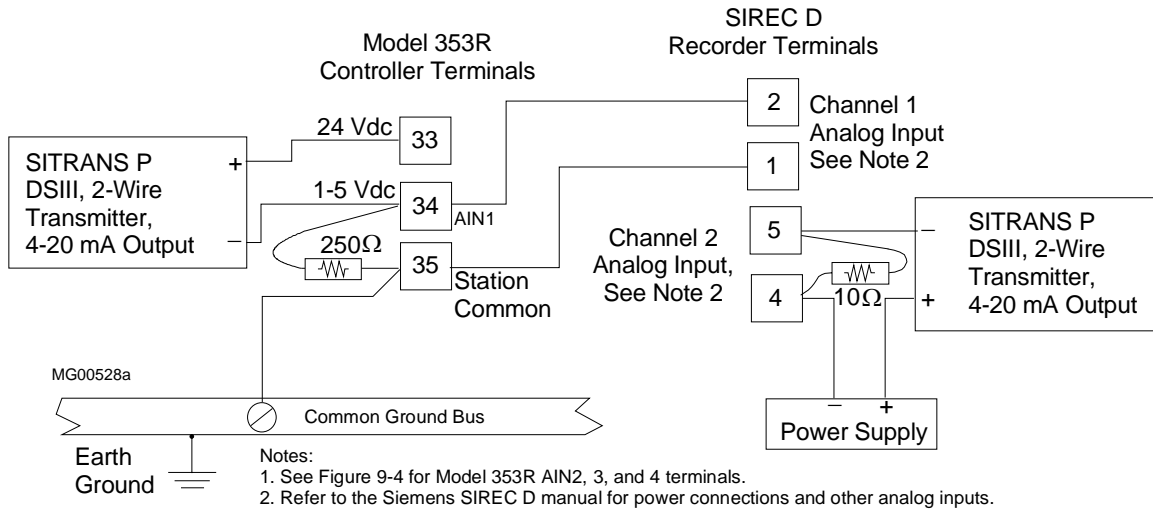 SIREC D
Recorder Terminals
Model 353R
Controller Terminals
24 Vdc
33
2
Channel 1
Analog Input
See Note 2
1
SITRANS P
DSIII, 2-Wire
Transmitter,
4-20 mA Output
+
–
1-5 Vdc
34
AIN1
250Ω
35
Station
Common
Channel 2
Analog Input,
See Note 2
5
4
10Ω
–
+
SITRANS P
DSIII, 2-Wire
Transmitter,
4-20 mA Output
MG00528a
Common Ground Bus
– +
Power Supply
Earth
Ground
Notes:
1. See Figure 9-4 for Model 353R AIN2, 3, and 4 terminals.
2. Refer to the Siemens SIREC D manual for power connections and other analog inputs.